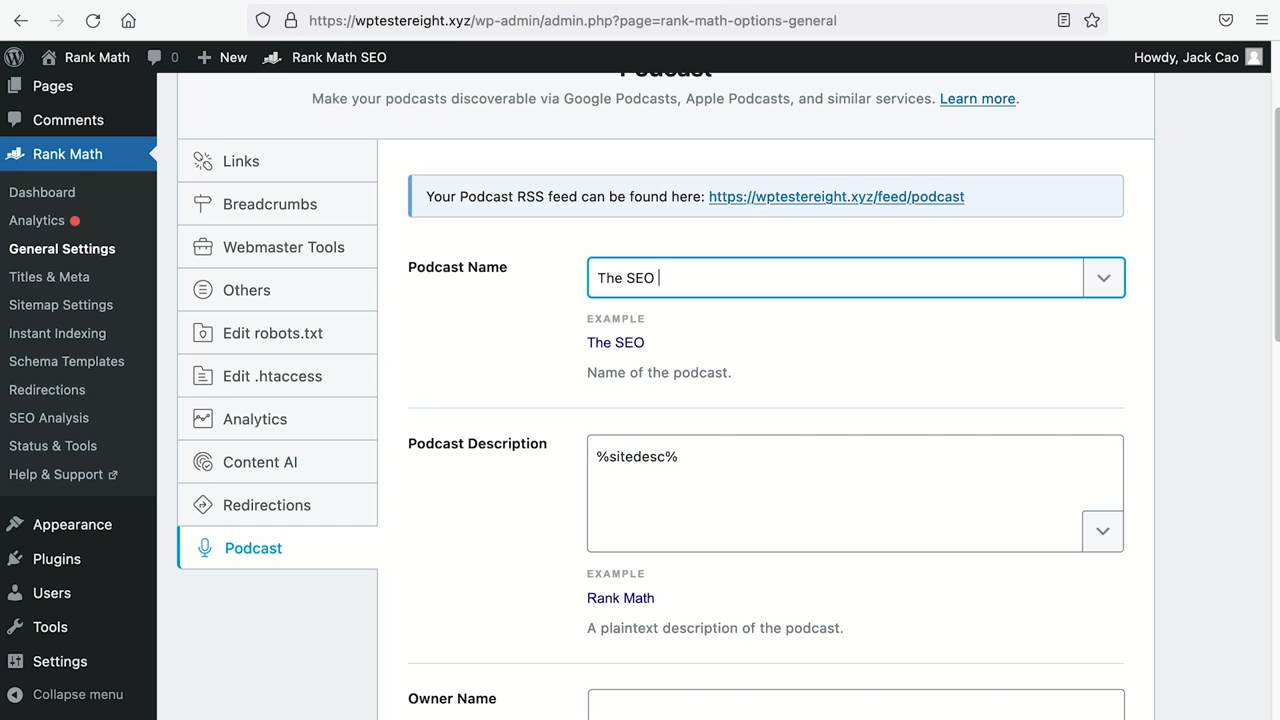 https://wptestereight.xyz/wp-admin/admin.php?page=rank-math-options-general
Rank Math
0
New
Rank Math SEO
Howdy, Jack Cao
Pages
Comments
Rank Math
Dashboard
Analytics
General Settings
Titles & Meta
Sitemap Settings
Instant Indexing
Schema Templates
Redirections
SEO Analysis
Status & Tools
Help & Support
Appearance
Plugins
Users
Tools
Settings
Collapse menu
Podcast
Make your podcasts discoverable via Google Podcasts, Apple Podcasts, and similar services. Learn more.
Links
Breadcrumbs
Webmaster Tools
Others
Edit robots.txt
Edit .htaccess
Analytics
Content AI
Redirections
Podcast
Your Podcast RSS feed can be found here: https://wptestereight.xyz/feed/podcast
Podcast Name
The SEO
EXAMPLE
The SEO
Name of the podcast.
Podcast Description
%sitedesc%
EXAMPLE
Rank Math
A plaintext description of the podcast.
Owner Name